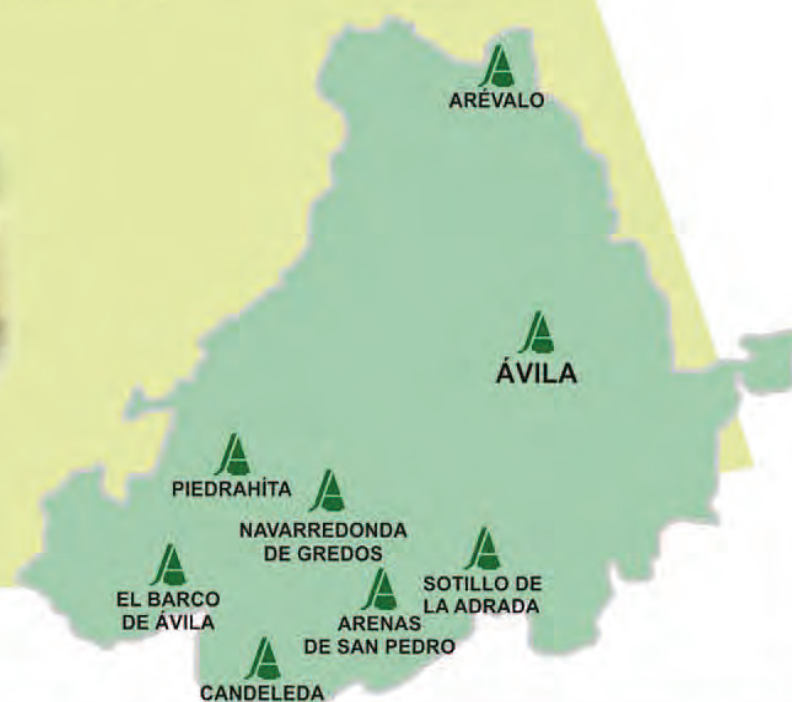 ARÉVALO
ÁVILA
PIEDRAHÍTA
NAVARREDONDA
DE GREDOS
EL BARCO
DE ÁVILA
SOTILLO DE
LA ADRADA
ARENAS
DE SAN PEDRO
CANDELEDA